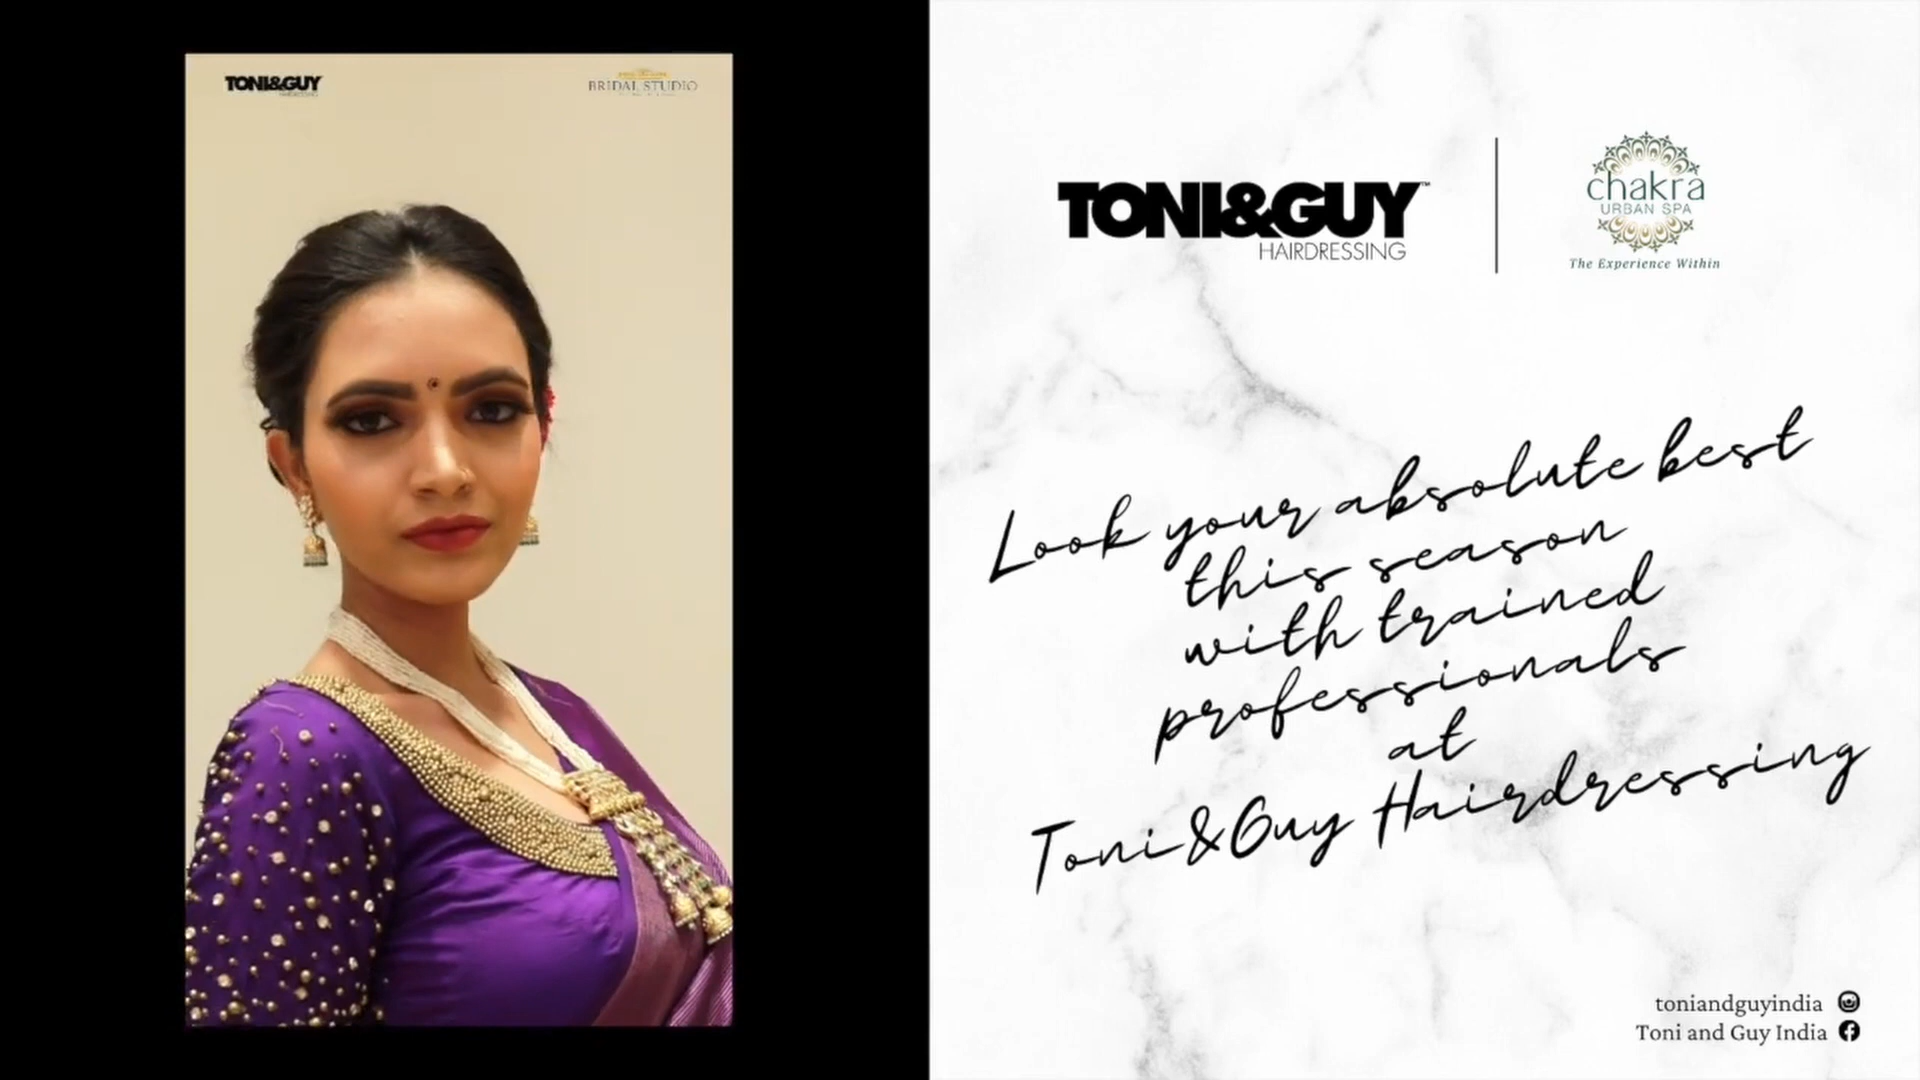 TONI&GUY
BRIDAL STUDIO
TONI&GUY™
HAIRDRESSING
chakra
URBAN SPA
The Experience Within
Look your absolute best
this season
with trained
professionals
at
Toni&Guy Hairdressing
toniandguyindia
Toni and Guy India